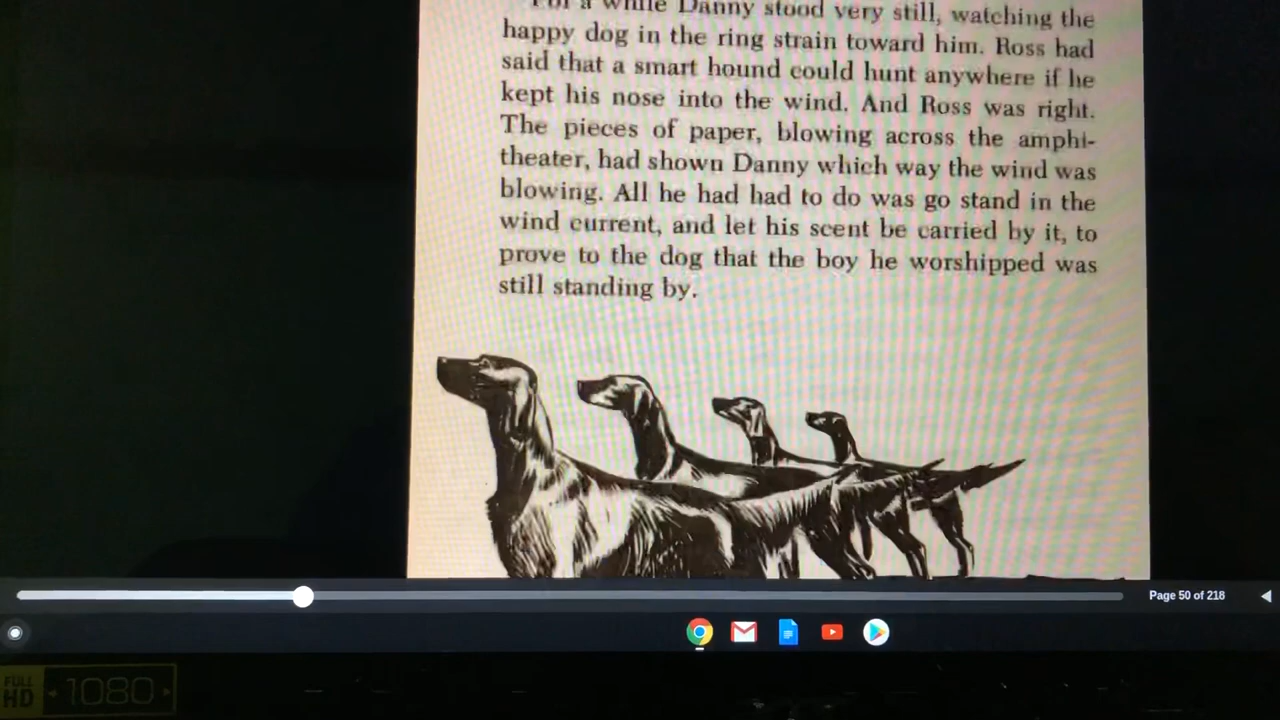 For a while Danny stood very still, watching the
happy dog in the ring strain toward him. Ross had
said that a smart hound could hunt anywhere if he
kept his nose into the wind. And Ross was right.
The pieces of paper, blowing across the amphi-
theater, had shown Danny which way the wind was
blowing. All he had had to do was go stand in the
wind current, and let his scent be carried by it, to
prove to the dog that the boy he worshipped was
still standing by.
Page 50 of 218
FULL
HD
1080